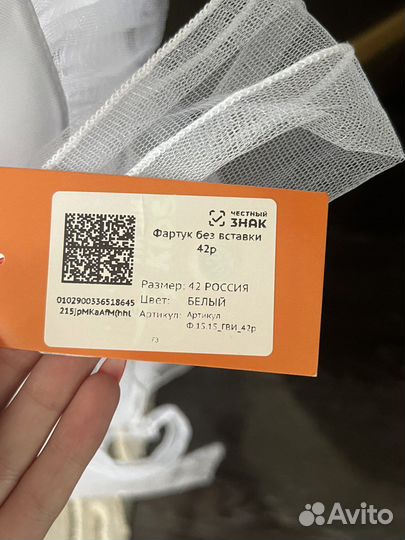 ЧЕСТНЫЙ
ЗНАК
Фартук без вставки
42р
Размер: 42 РОССИЯ
Цвет: БЕЛЫЙ
Артикул: Артикул
Ф.15.15_ГВИ_42р
0102900336518645
215jpMKaAfM(hhL
Avito